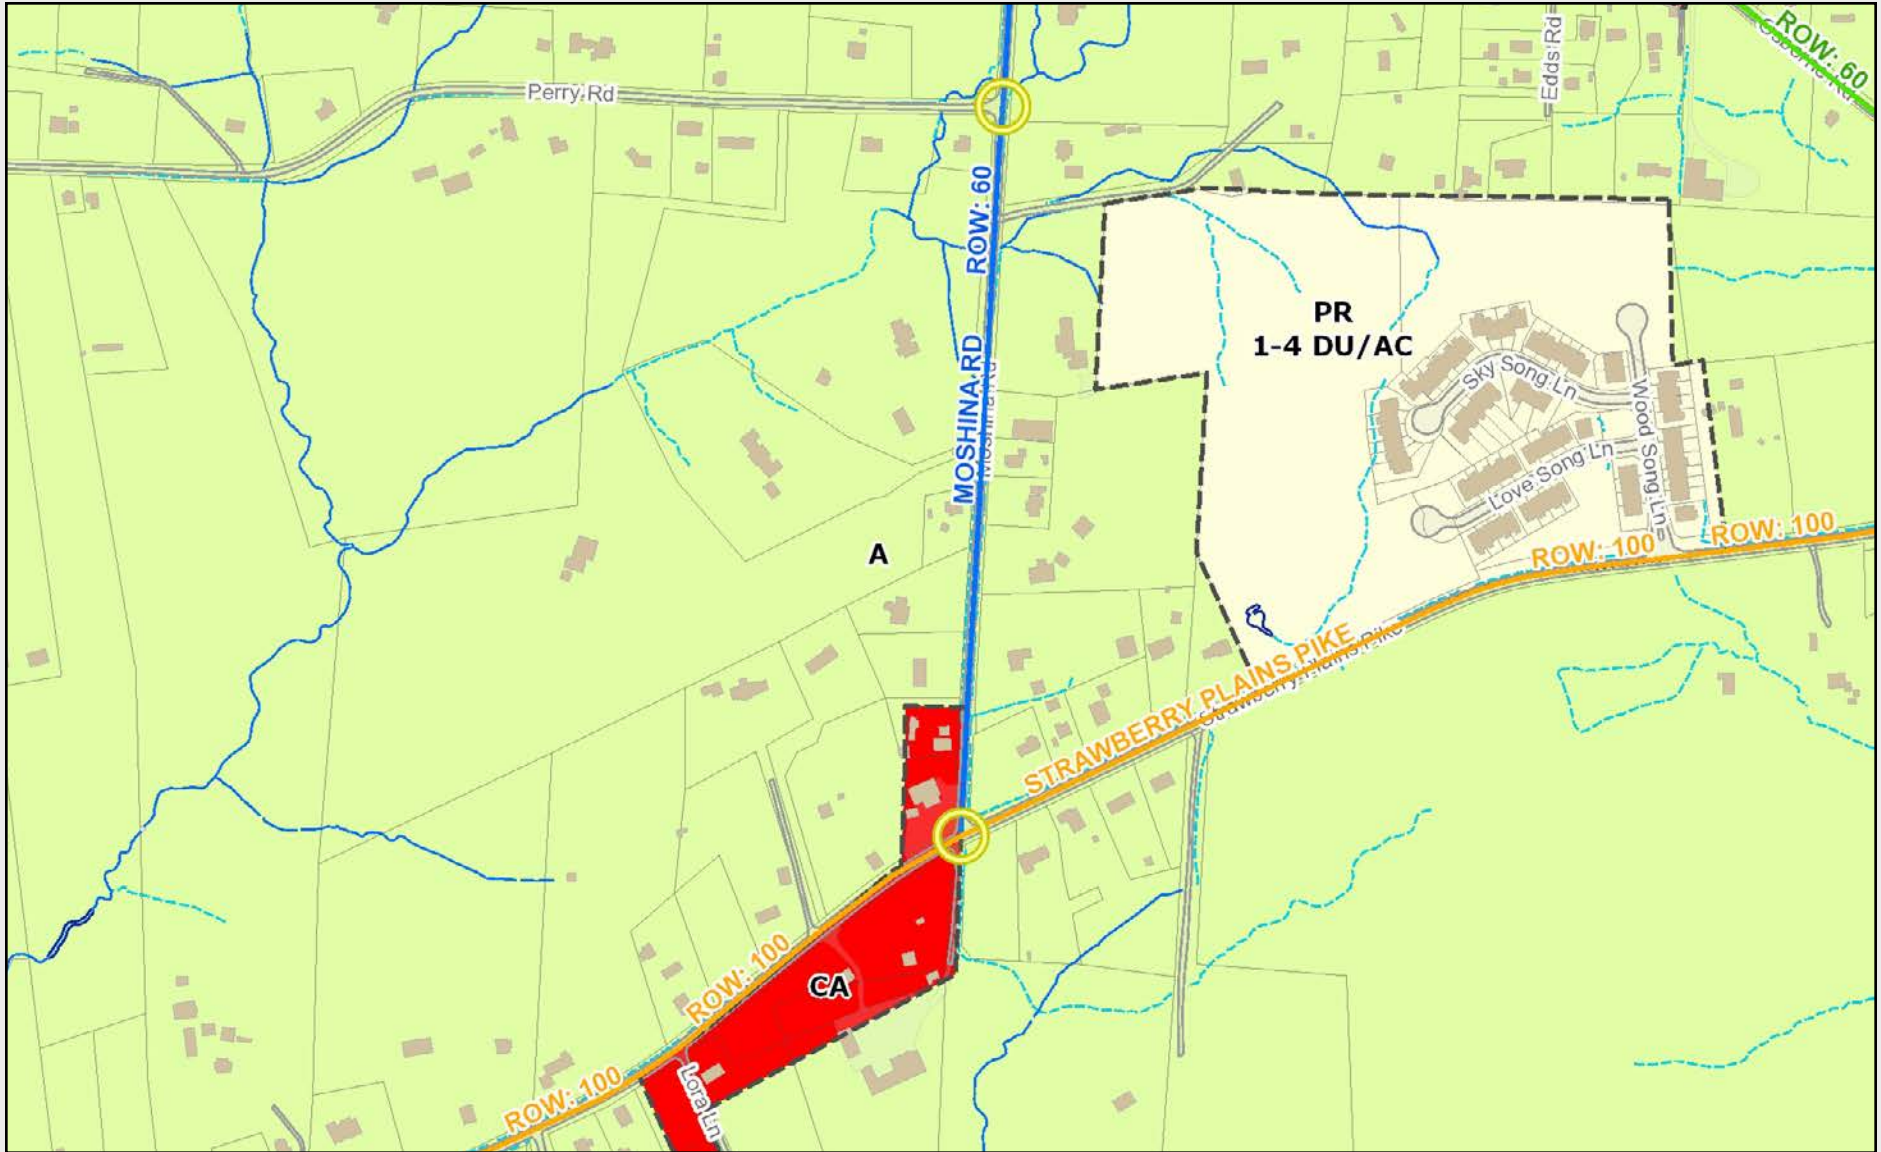 ROW: 60
Osborne Rd
Edds Rd
Perry Rd
ROW: 60
MOSHINA RD
Moshina Rd
PR
1-4 DU/AC
Sky Song Ln
Wood Song Ln
Love Song Ln
ROW: 100
ROW: 100
A
STRAWBERRY PLAINS PIKE
Strawberry Plains Pike
ROW: 100
CA
Lora Ln
ROW: 100